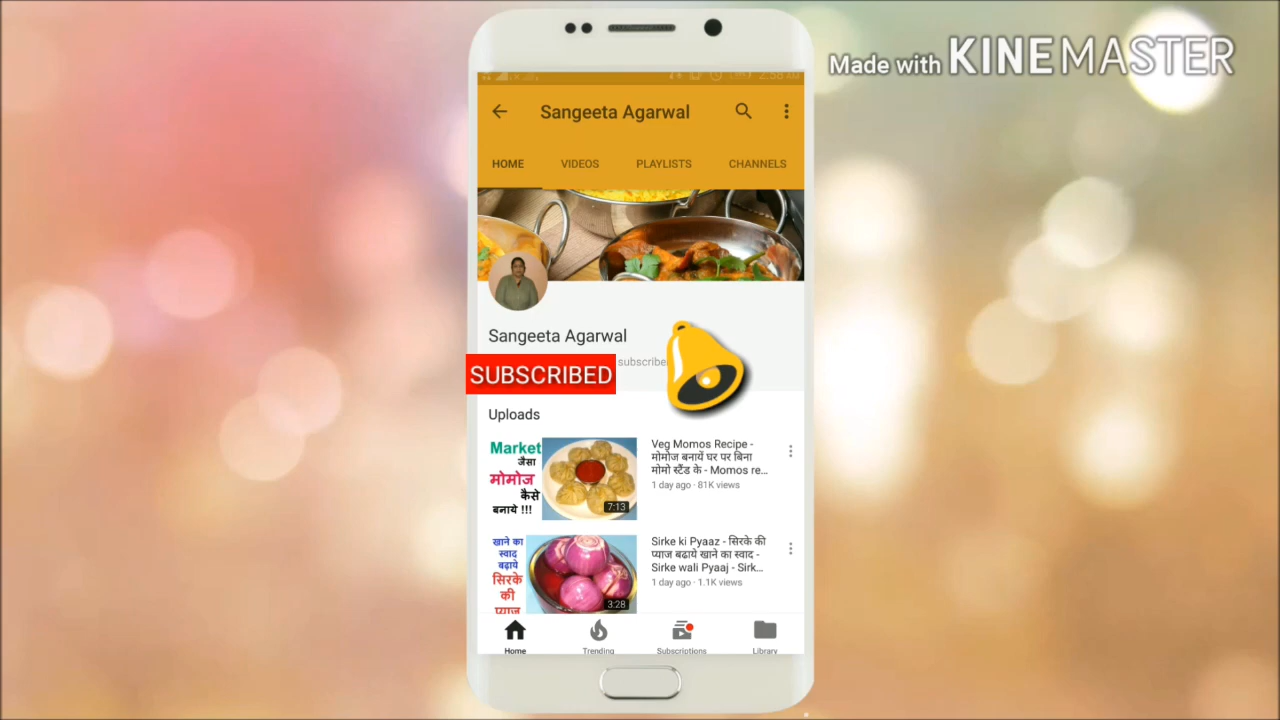 Made with KINEMASTER
Sangeeta Agarwal
HOME VIDEOS PLAYLISTS CHANNELS
Sangeeta Agarwal
SUBSCRIBED
Uploads
Market
जैसा
मोमोज
कैसे
बनाये !!!
7:13
Veg Momos Recipe -
मोमोज बनायें घर पर बिना
मोमो स्टैंड के - Momos re...
1 day ago · 81K views
खाने का
स्वाद
बढ़ाये
सिरके
की
प्याज
3:28
Sirke ki Pyaaz - सिरके की
प्याज बढाये खाने का स्वाद -
Sirke wali Pyaaj - Sirk...
1 day ago · 1.1K views
Home Trending Subscriptions Library